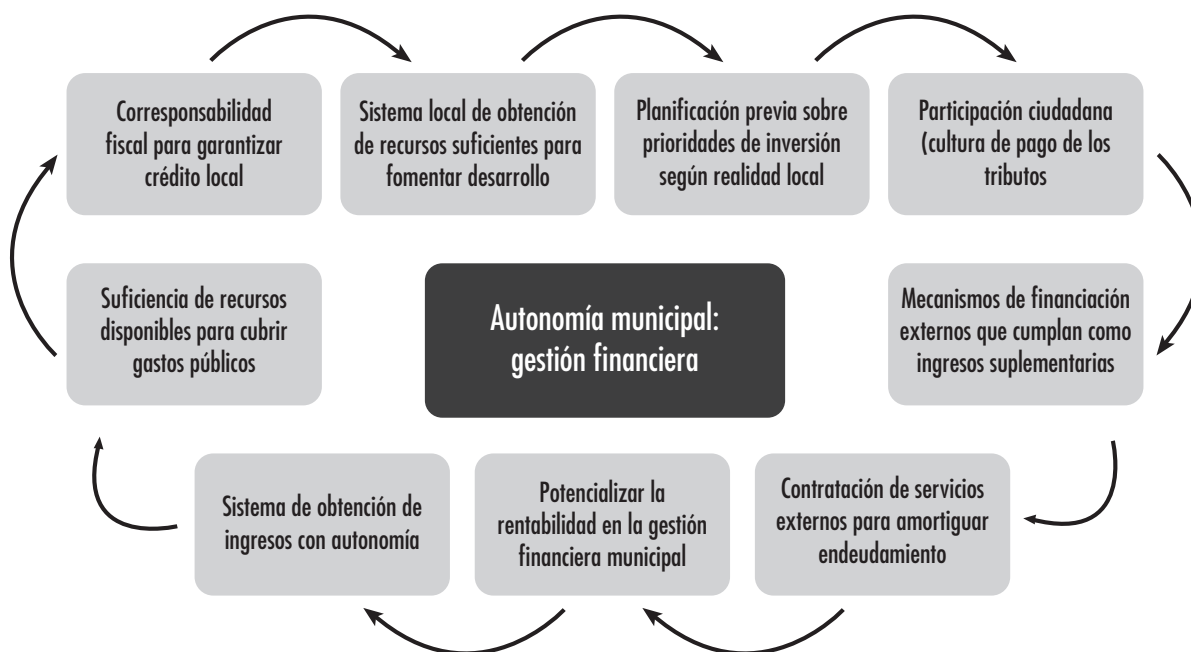 Corresponsabilidad
fiscal para garantizar
crédito local
Sistema local de obtención
de recursos suficientes para
fomentar desarrollo
Planificación previa sobre
prioridades de inversión
según realidad local
Participación ciudadana
(cultura de pago de los
tributos
Suficiencia de recursos
disponibles para cubrir
gastos públicos
Autonomía municipal:
gestión financiera
Mecanismos de financiación
externos que cumplan como
ingresos suplementarias
Sistema de obtención de
ingresos con autonomía
Potencializar la
rentabilidad en la gestión
financiera municipal
Contratación de servicios
externos para amortiguar
endeudamiento